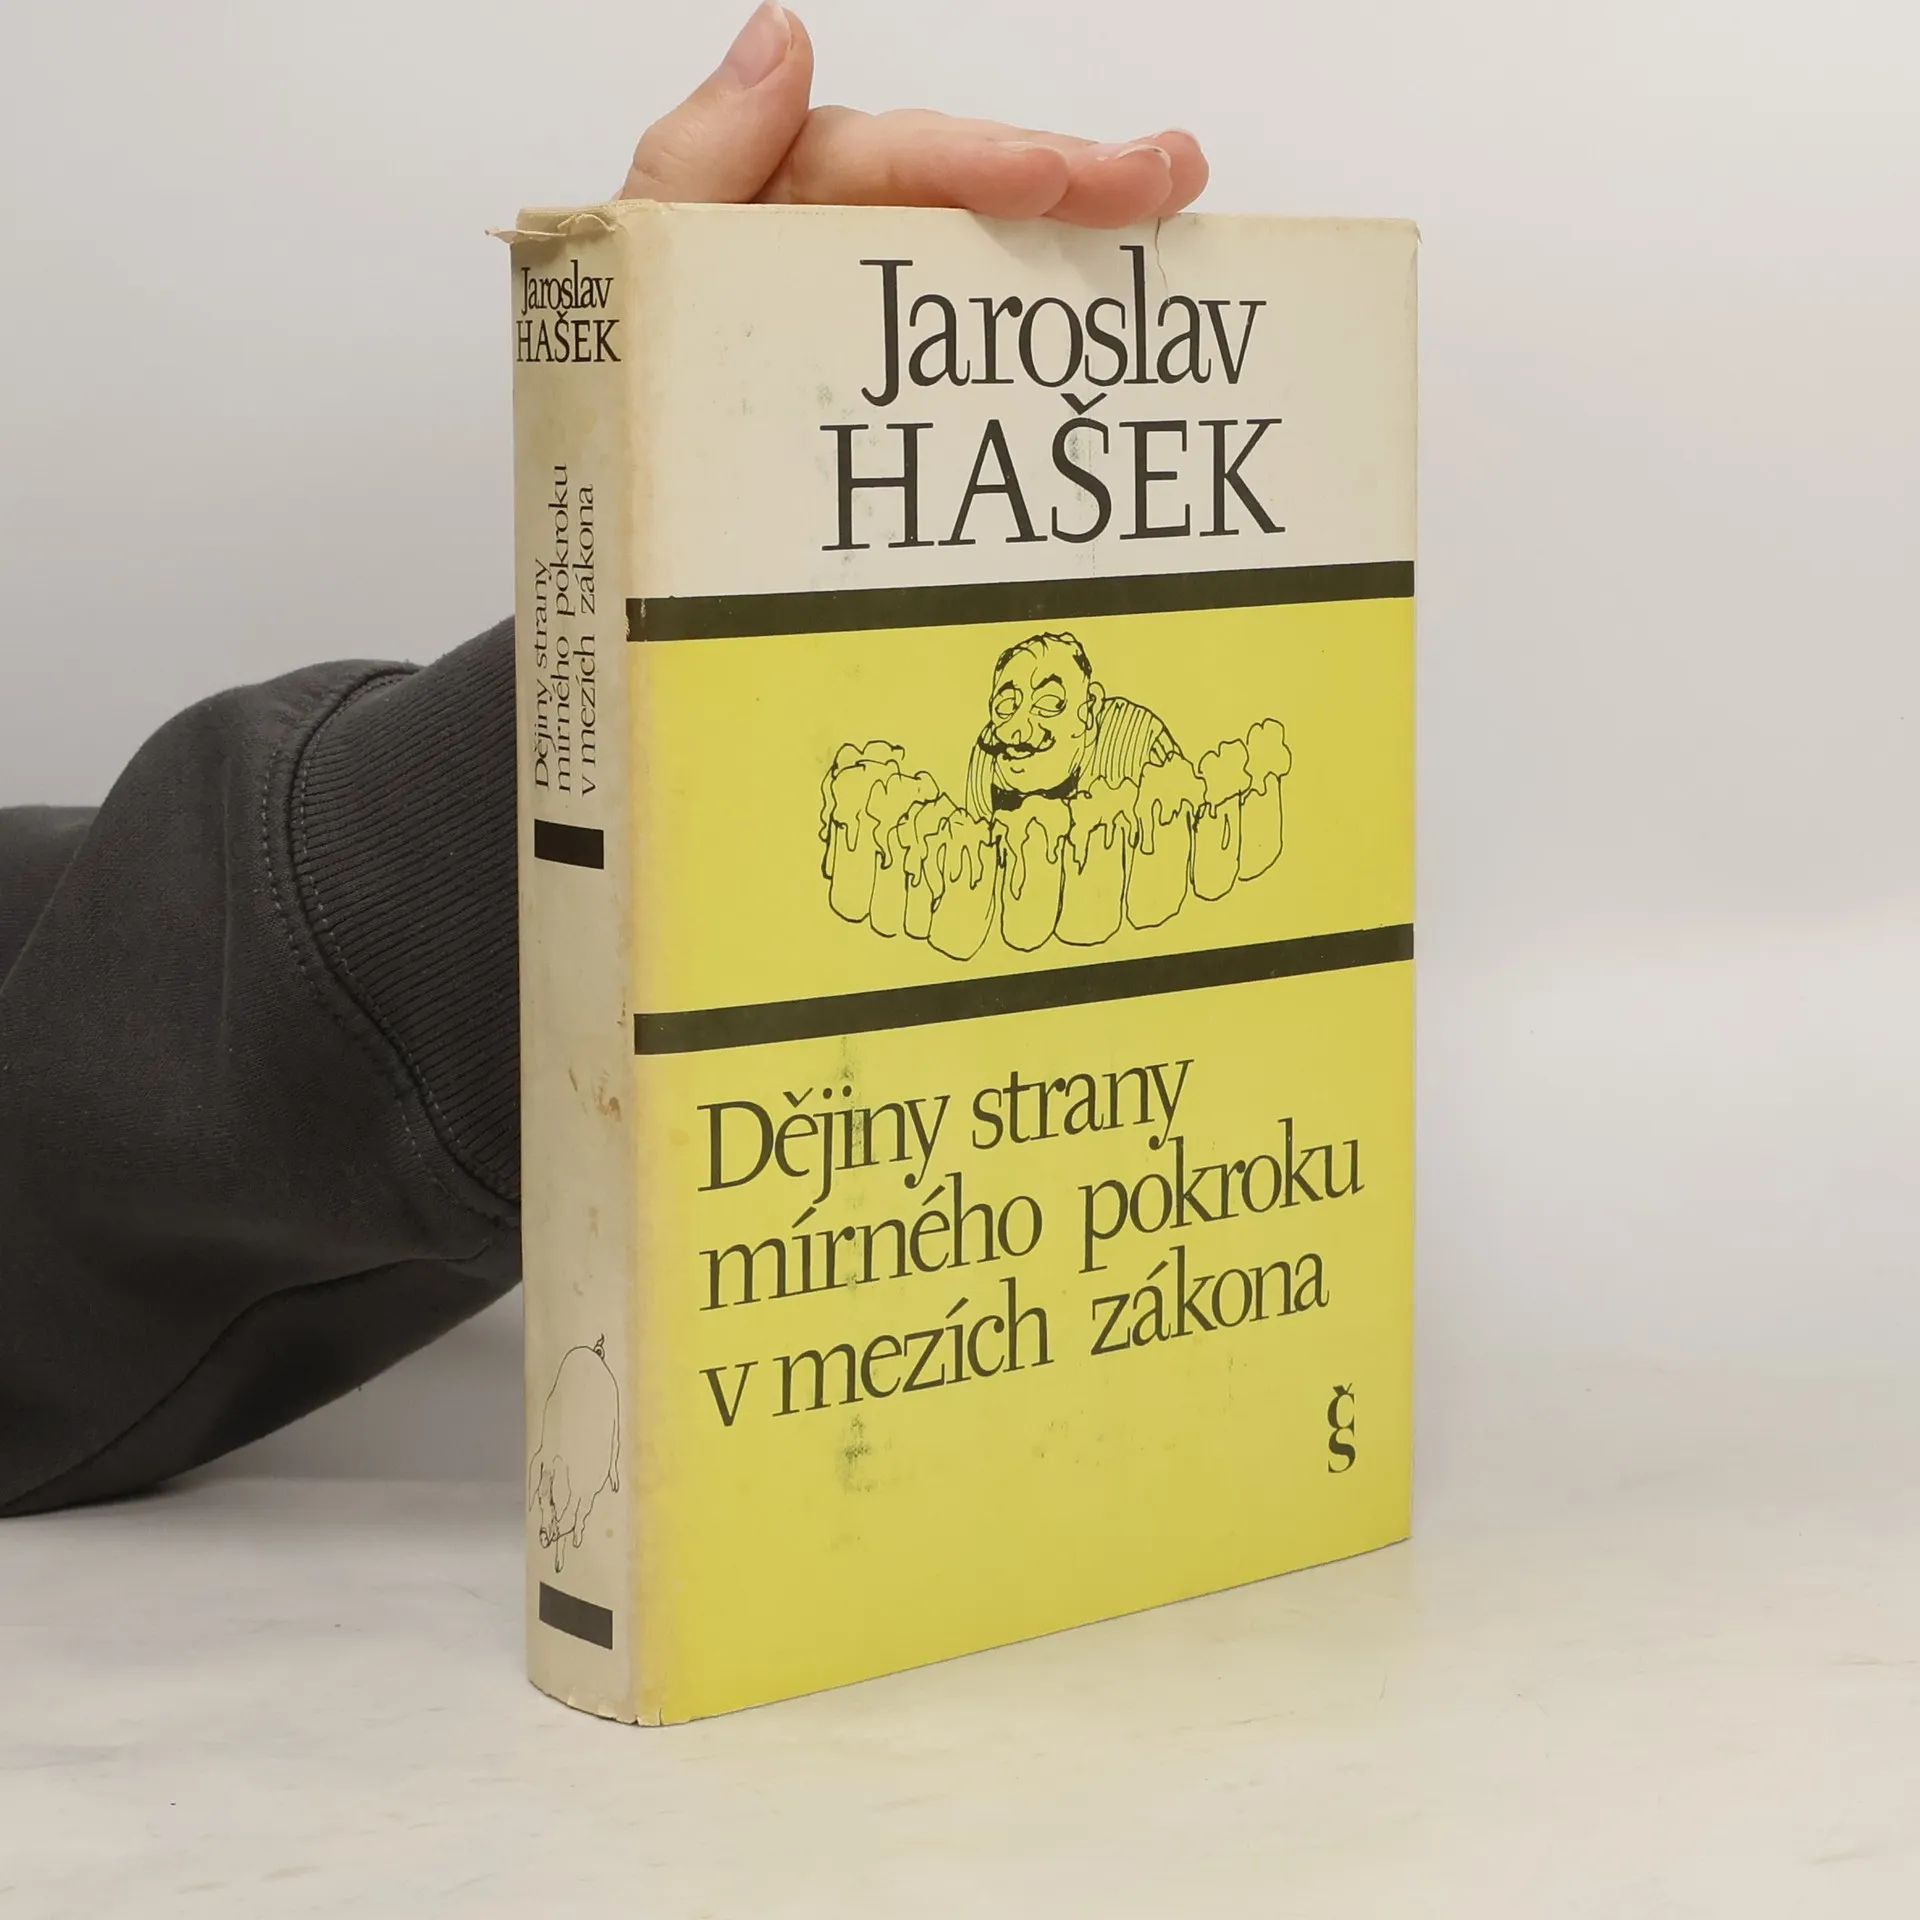 Jaroslav
HAŠEK
Dějiny strany
mírného pokroku
v mezích zákona
Jaroslav
HAŠEK
Dějiny strany
mírného pokroku
v mezích zákona
čs